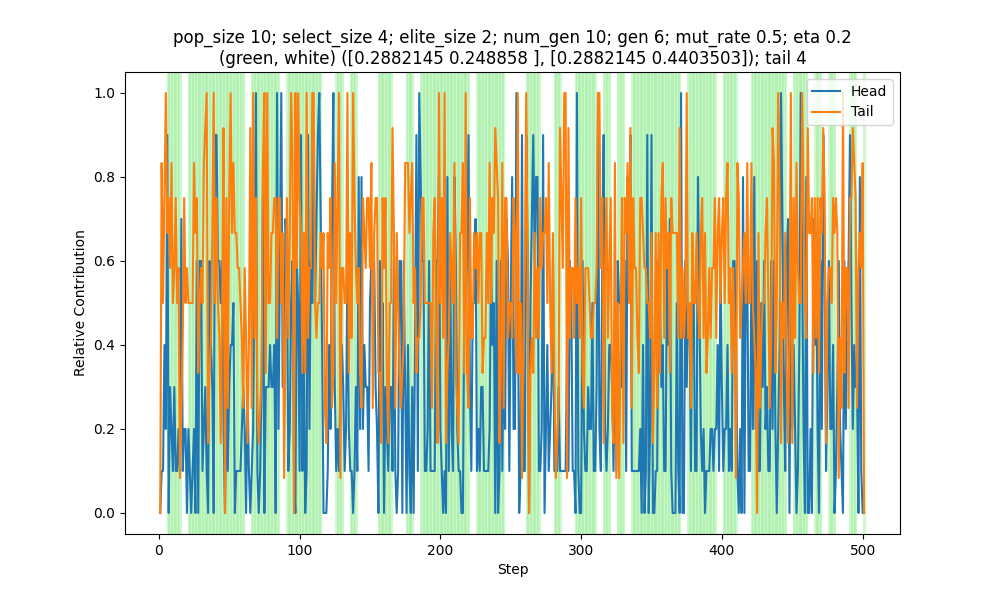 pop_size 10; select_size 4; elite_size 2; num_gen 10; gen 6; mut_rate 0.5; eta 0.2
(green, white) ([0.2882145 0.248858 ], [0.2882145 0.4403503]); tail 4
Head
Tail
Relative Contribution
1.0
0.8
0.6
0.4
0.2
0.0
0
100
200
300
400
500
Step